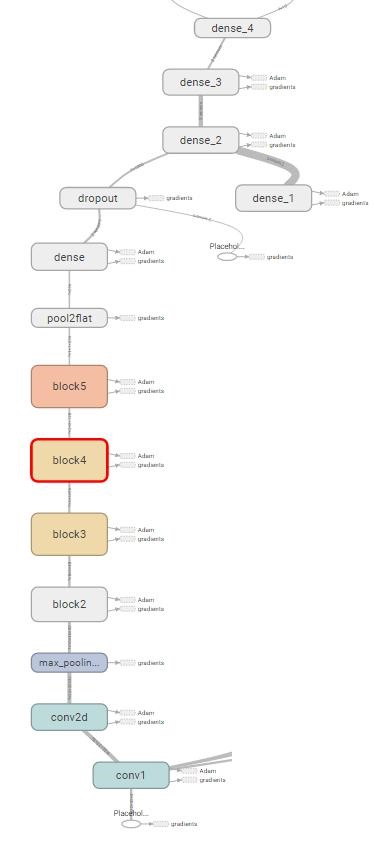 dense_4
dense_3
Adam
gradients
dense_2
Adam
gradients
dropout
gradients
dense_1
Adam
gradients
dense
Adam
gradients
Placehol...
gradients
pool2flat
gradients
block5
Adam
gradients
block4
Adam
gradients
block3
Adam
gradients
block2
Adam
gradients
max_poolin...
gradients
conv2d
Adam
gradients
conv1
Adam
gradients
Placehol...
gradients